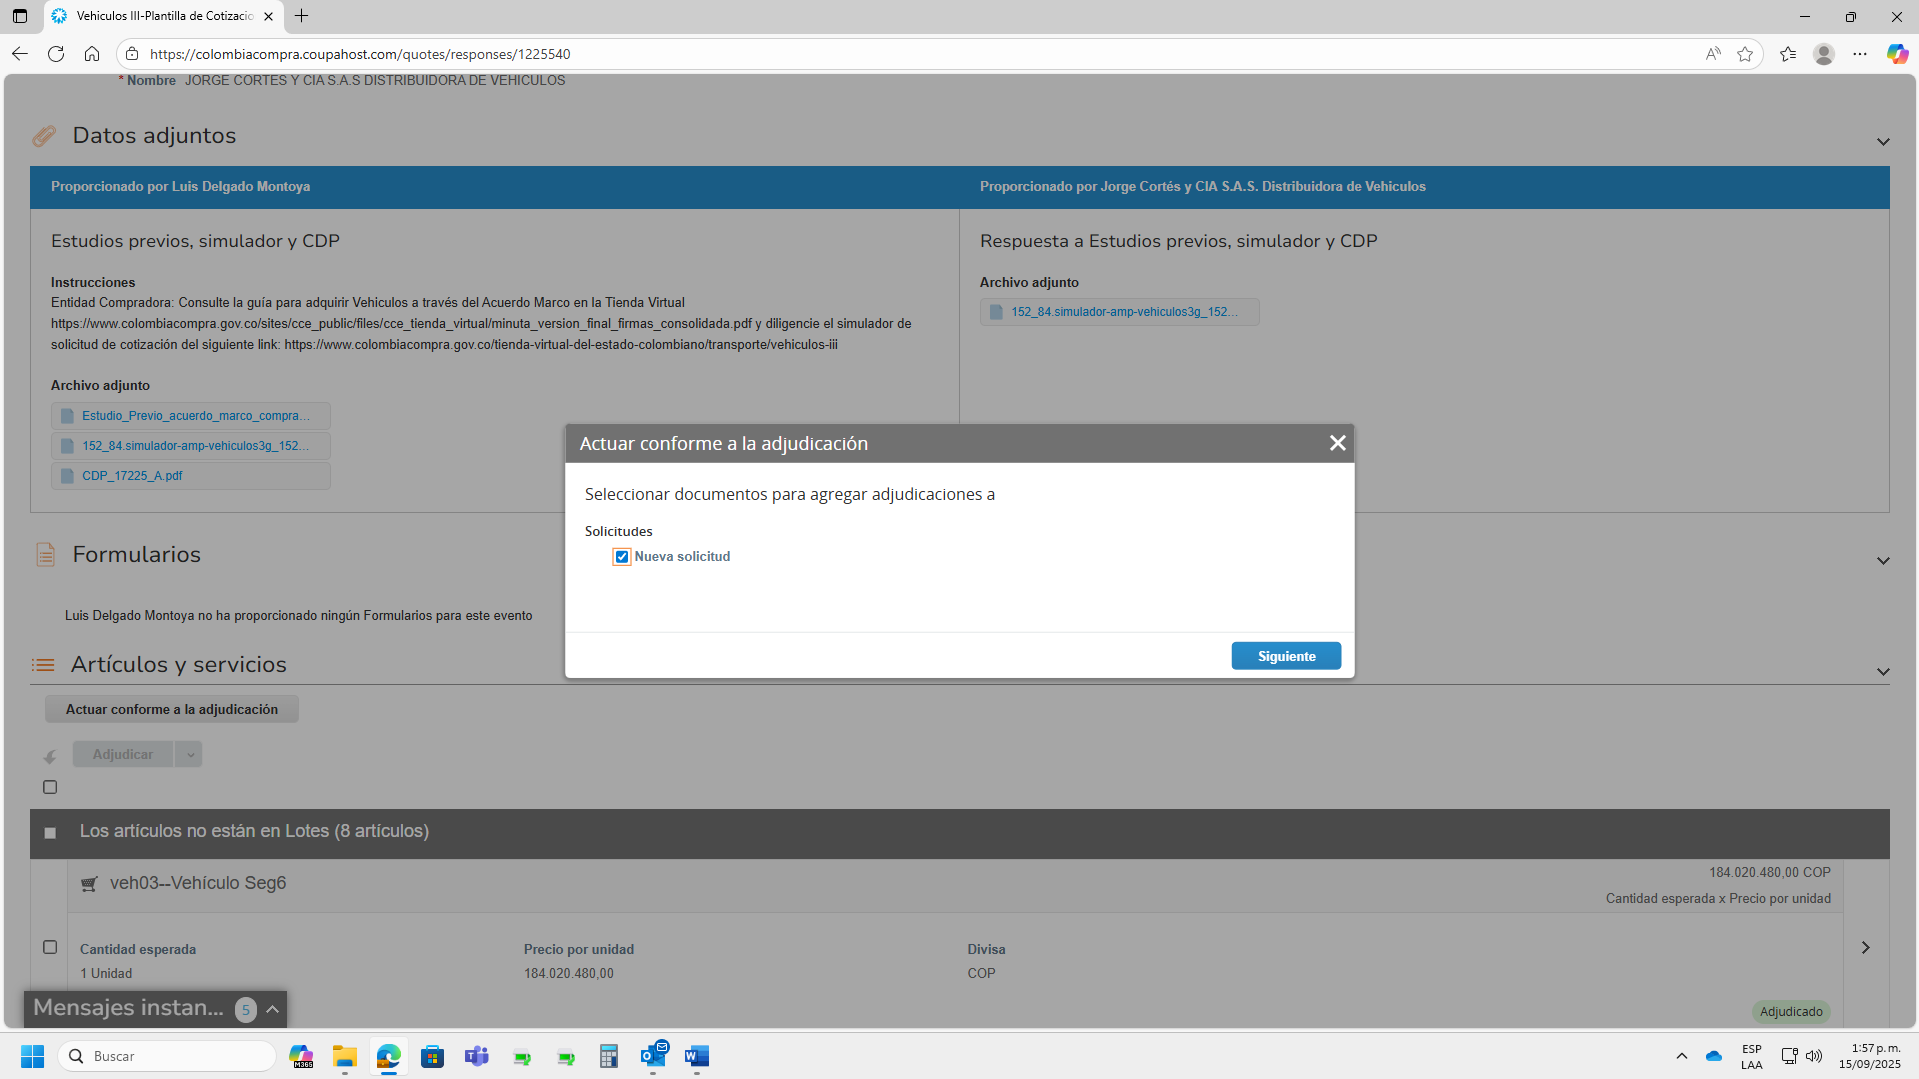 Vehiculos III-Plantilla de Cotizacio
https://colombiacompra.coupahost.com/quotes/responses/1225540
* Nombre JORGE CORTES Y CIA S.A.S DISTRIBUIDORA DE VEHICULOS
Datos adjuntos
Proporcionado por Luis Delgado Montoya
Proporcionado por Jorge Cortés y CIA S.A.S. Distribuidora de Vehiculos
Estudios previos, simulador y CDP
Respuesta a Estudios previos, simulador y CDP
Instrucciones
Entidad Compradora: Consulte la guía para adquirir Vehiculos a través del Acuerdo Marco en la Tienda Virtual
https://www.colombiacompra.gov.co/sites/cce_public/files/cce_tienda_virtual/minuta_version_final_firmas_consolidada.pdf y diligencie el simulador de
solicitud de cotización del siguiente link: https://www.colombiacompra.gov.co/tienda-virtual-del-estado-colombiano/transporte/vehiculos-iii
Archivo adjunto
152_84.simulador-amp-vehiculos3g_152...
Archivo adjunto
Estudio_Previo_acuerdo_marco_compra...
152_84.simulador-amp-vehiculos3g_152...
CDP_17225_A.pdf
Actuar conforme a la adjudicación
Seleccionar documentos para agregar adjudicaciones a
Solicitudes
Nueva solicitud
Siguiente
Formularios
Luis Delgado Montoya no ha proporcionado ningún Formularios para este evento
Artículos y servicios
Actuar conforme a la adjudicación
Adjudicar
Los artículos no están en Lotes (8 artículos)
veh03--Vehículo Seg6
184.020.480,00 COP
Cantidad esperada x Precio por unidad
Cantidad esperada
Precio por unidad
Divisa
1 Unidad
184.020.480,00
COP
Mensajes instan... 5
Adjudicado
Buscar
M365
ESP
LAA
1:57 p. m.
15/09/2025